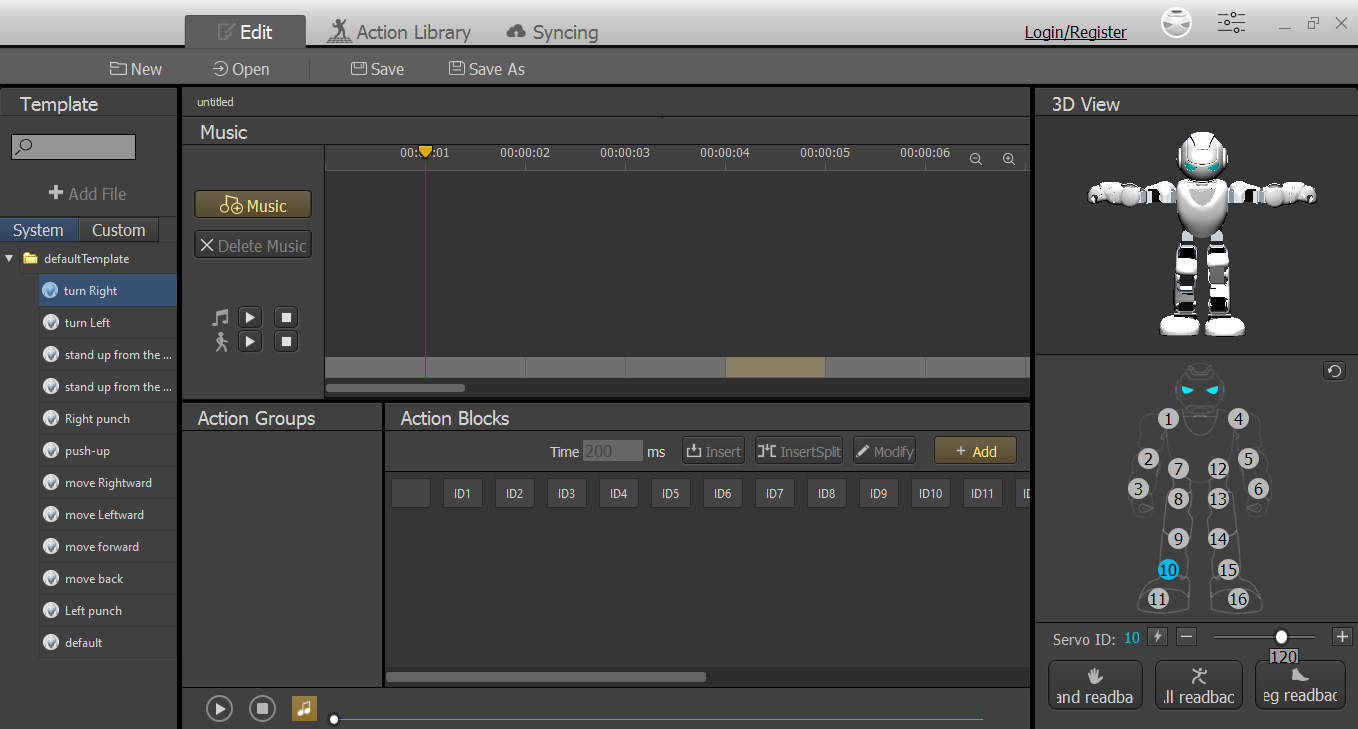 Edit Action Library Syncing Login/Register
New Open Save Save As
Template
Add File
System Custom
defaultTemplate
turn Right
turn Left
stand up from the ...
stand up from the ...
Right punch
push-up
move Rightward
move Leftward
move forward
move back
Left punch
default
untitled
Music
00:00:02 00:00:03 00:00:04 00:00:05 00:00:06
Music
Delete Music
Action Groups
Action Blocks
Time 200 ms Insert InsertSplit Modify + Add
ID1 ID2 ID3 ID4 ID5 ID6 ID7 ID8 ID9 ID10 ID11
3D View
1 4
2 5
7 12
3 6
8 13
9 14
10 15
11 16
Servo ID: 10
120
and readba ll readbac eg readbac